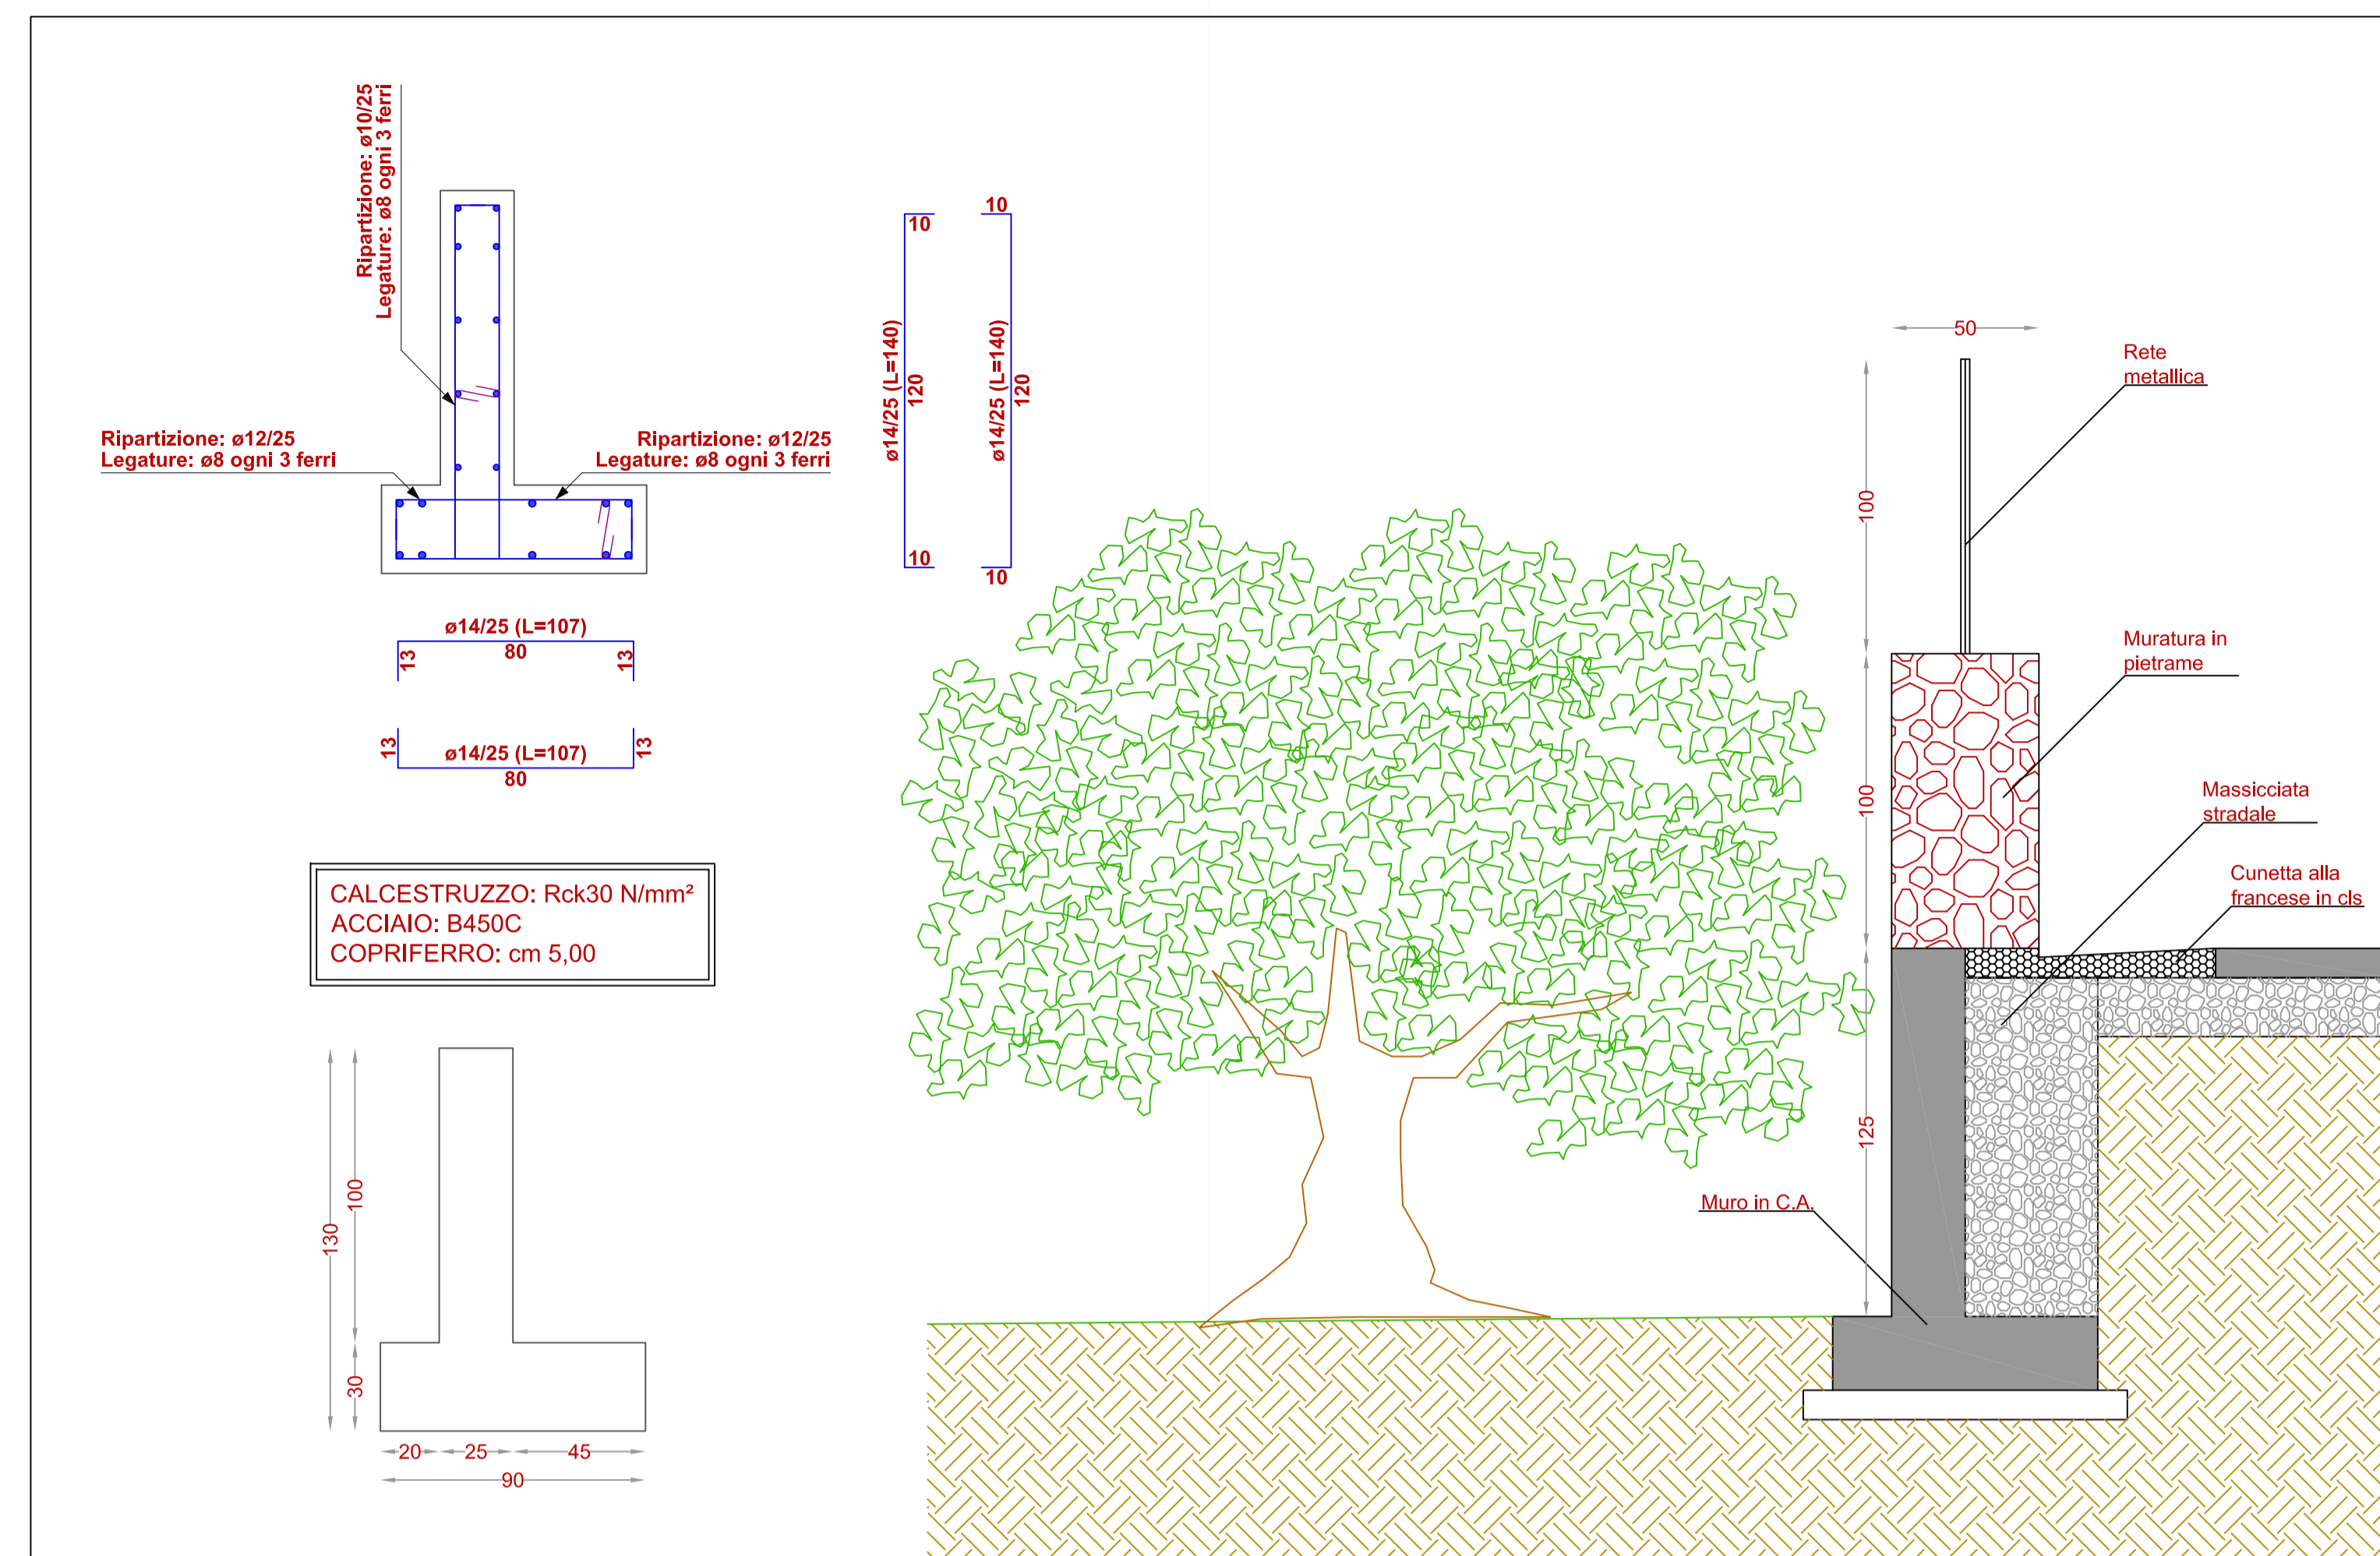 Ripartizione: ø10/25
Legature: ø8 ogni 3 ferri
Ripartizione: ø12/25
Legature: ø8 ogni 3 ferri
Ripartizione: ø12/25
Legature: ø8 ogni 3 ferri
10
10
ø14/25 (L=140)
120
ø14/25 (L=140)
120
10
10
ø14/25 (L=107)
80
13
13
13
13
ø14/25 (L=107)
80
CALCESTRUZZO: Rck30 N/mm²
ACCIAIO: B450C
COPRIFERRO: cm 5,00
130
100
30
20
25
45
90
50
Rete
metallica
100
Muratura in
pietrame
100
Massicciata
stradale
Cunetta alla
francese in cls
125
Muro in C.A.